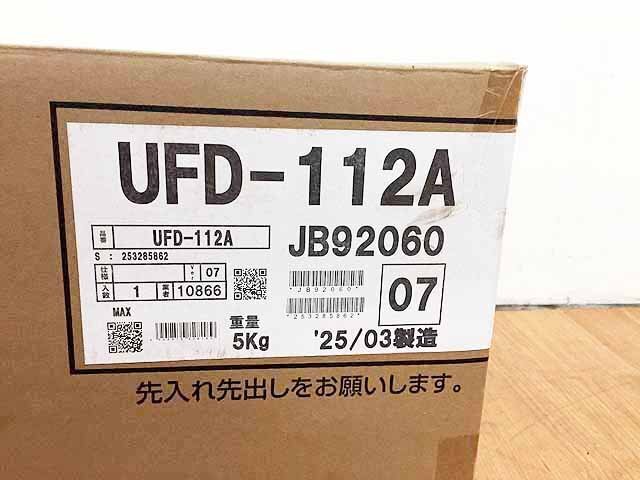 UFD-112A
品番 UFD-112A
JB92060
S : 253285862
仕様 07
入数 1 業者 10866
*JB92060*
*253285862*
07
MAX
重量
5Kg
'25/03製造
先入れ先出しをお願いします。